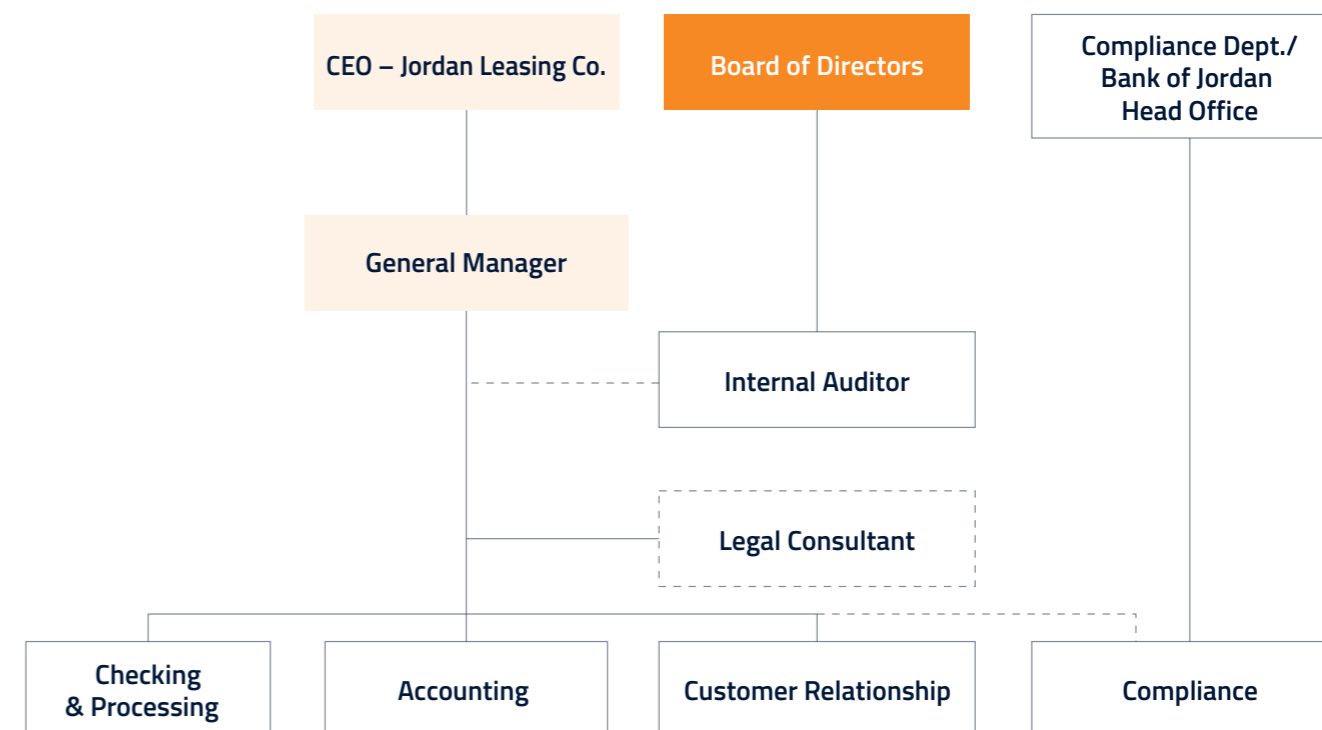 CEO – Jordan Leasing Co.
Board of Directors
Compliance Dept./
Bank of Jordan
Head Office
General Manager
Internal Auditor
Legal Consultant
Checking
& Processing
Accounting
Customer Relationship
Compliance